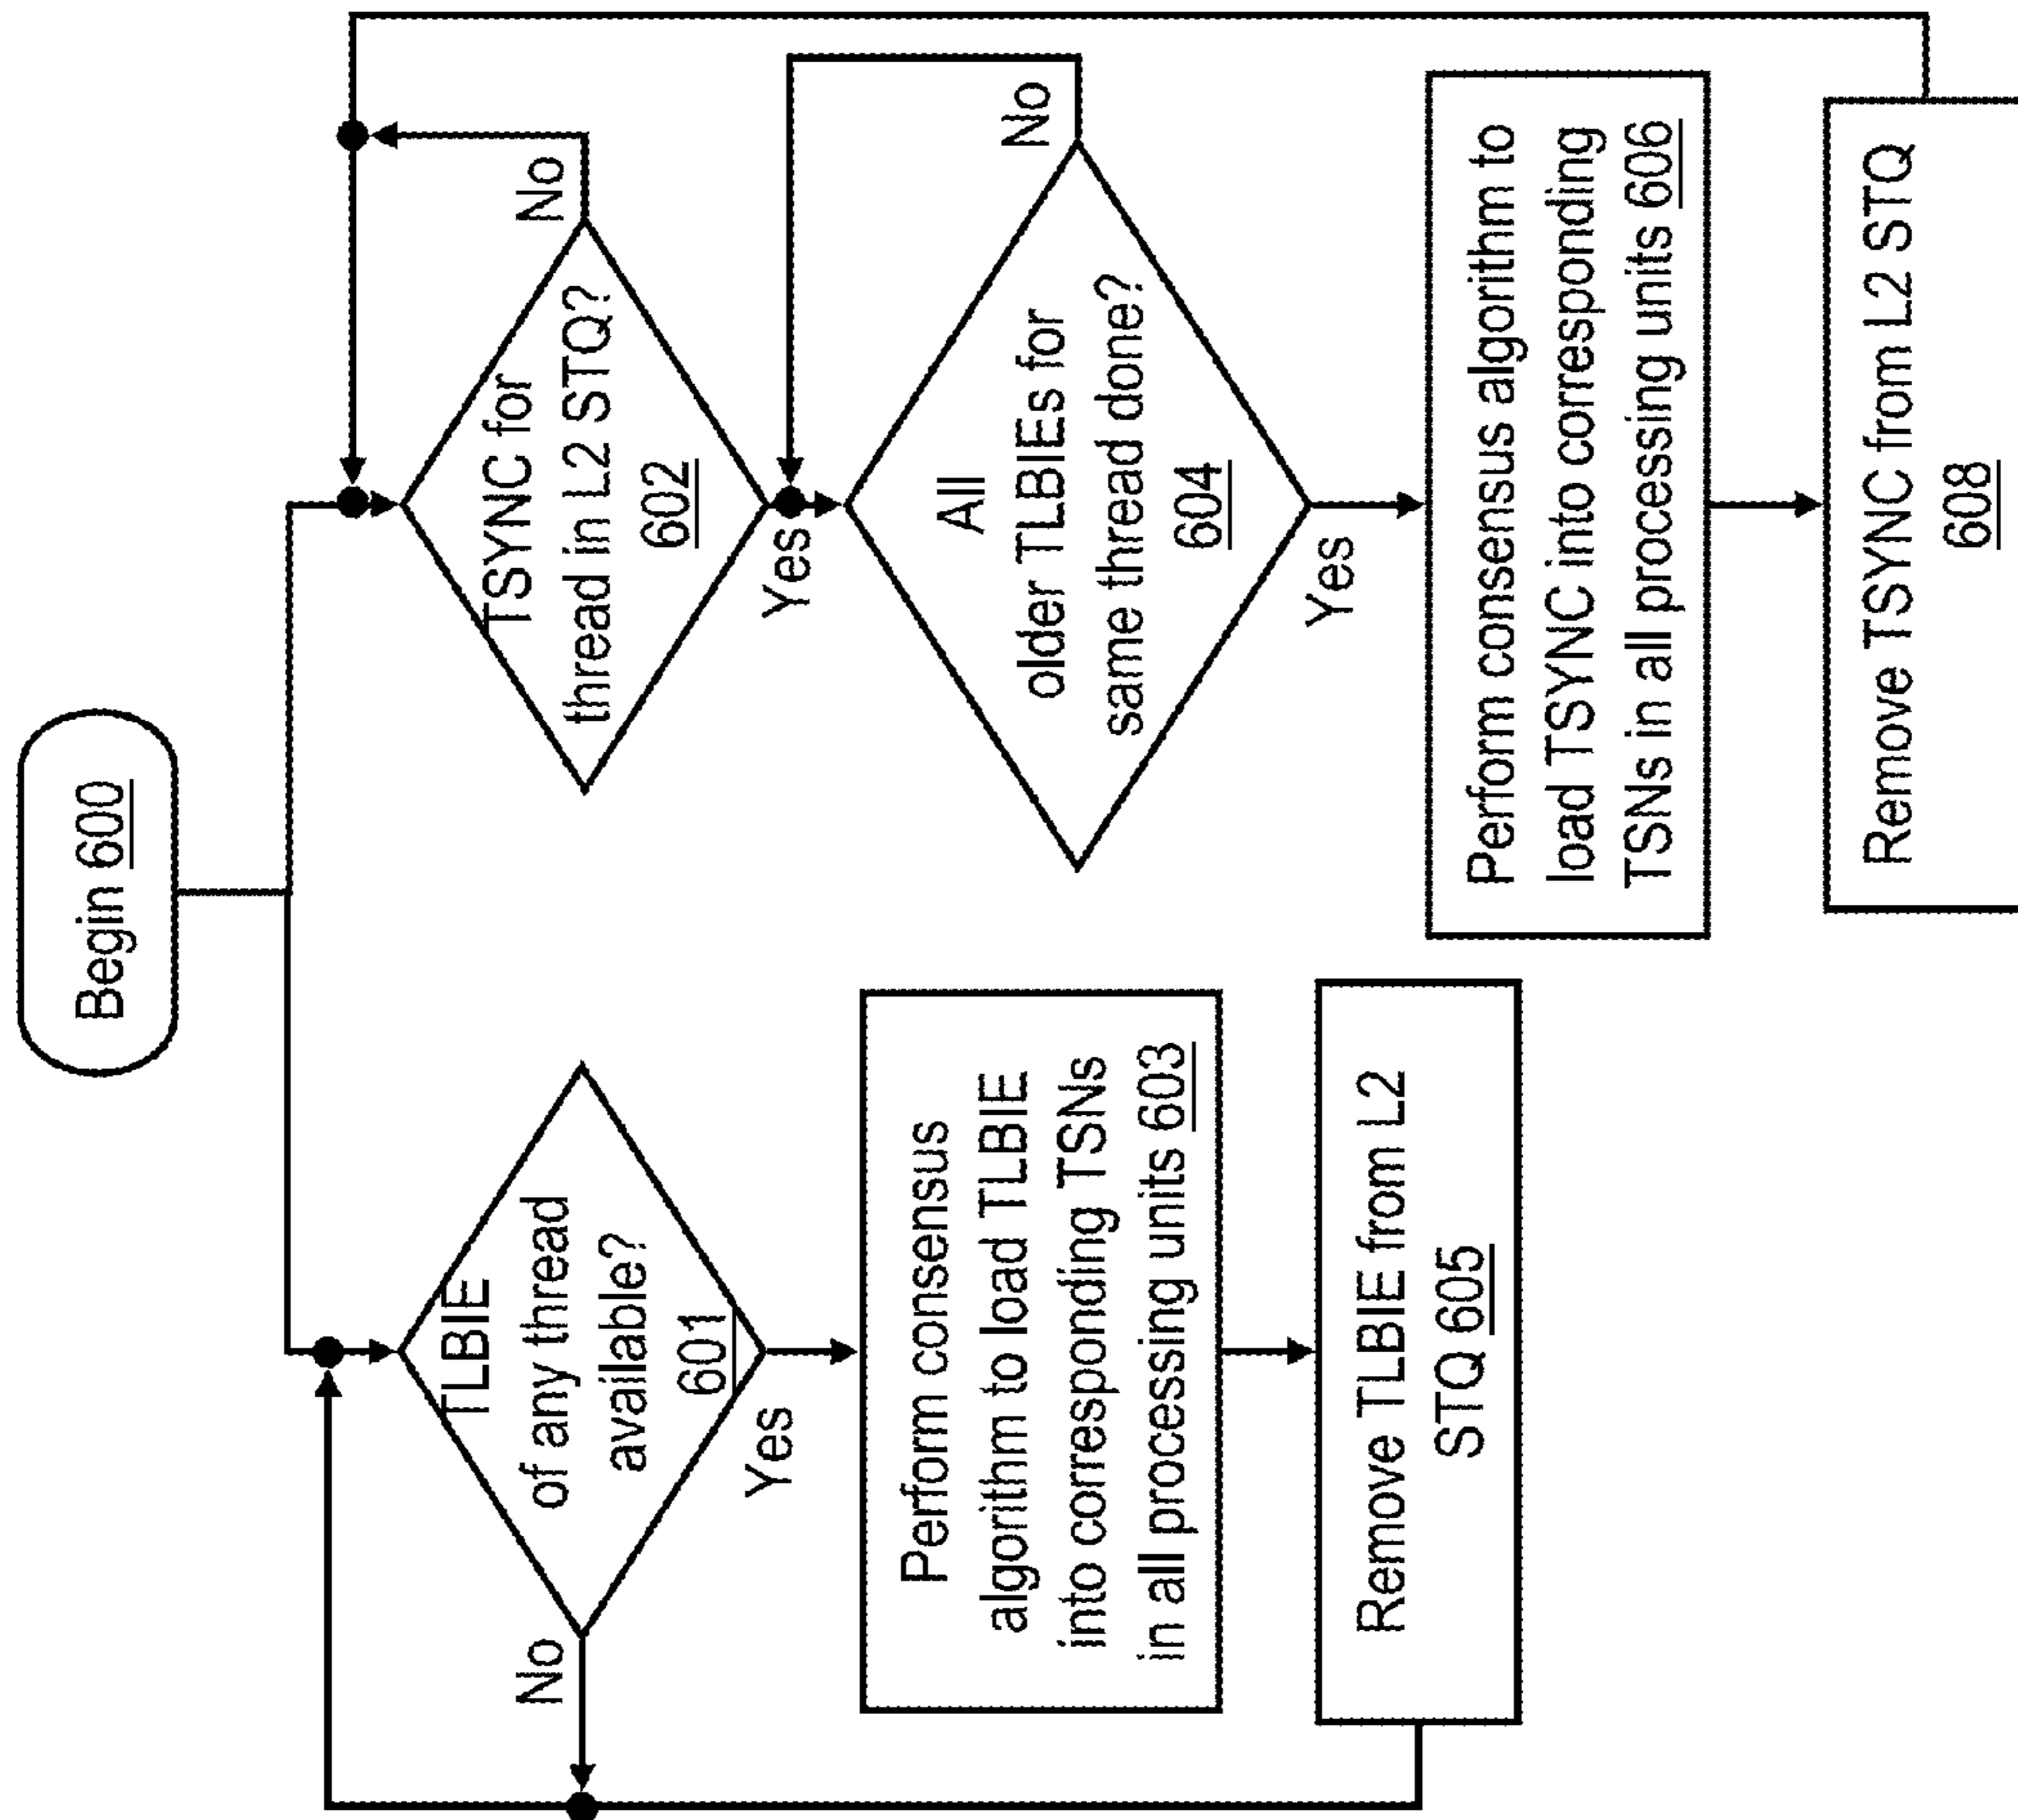 Begin 600
TLBIE
of any thread
available?
601
No
Yes
Perform consensus
algorithm to load TLBIE
into corresponding TSNs
in all processing units 603
Remove TLBIE from L2
STQ 605
TSYNC for
thread in L2 STQ?
602
No
Yes
All
older TLBIEs for
same thread done?
604
No
Yes
Perform consensus algorithm to
load TSYNC into corresponding
TSNs in all processing units 606
Remove TSYNC from L2 STQ
608